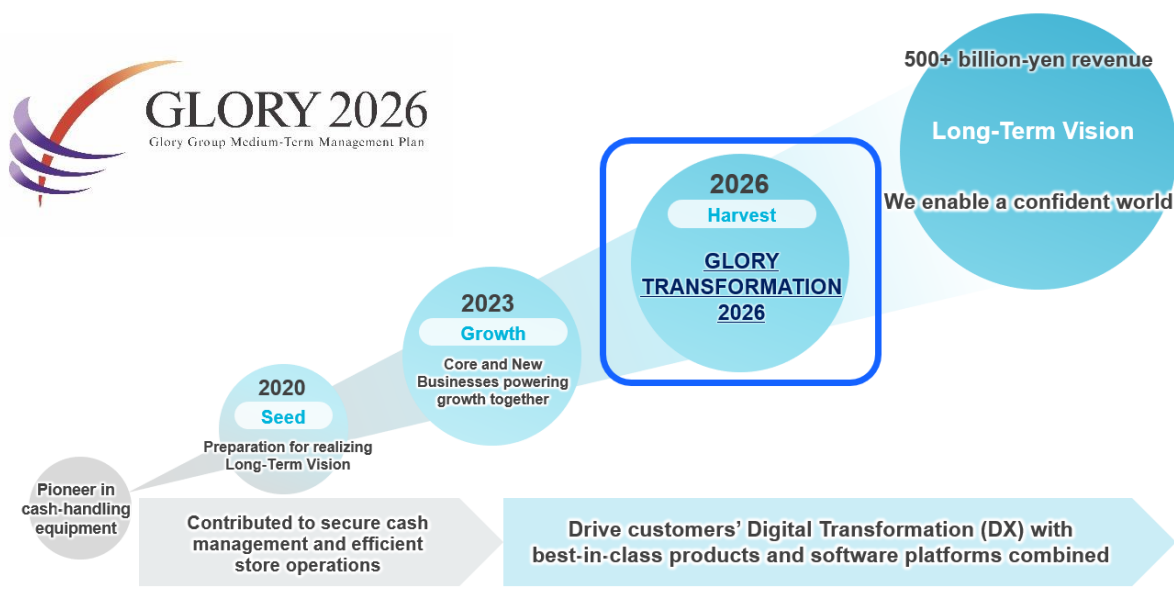 GLORY 2026
Glory Group Medium-Term Management Plan
500+ billion-yen revenue
Long-Term Vision
We enable a confident world
2026
Harvest
GLORY
TRANSFORMATION
2026
2023
Growth
Core and New
Businesses powering
growth together
2020
Seed
Preparation for realizing
Long-Term Vision
Pioneer in
cash-handling
equipment
Contributed to secure cash
management and efficient
store operations
Drive customers’ Digital Transformation (DX) with
best-in-class products and software platforms combined